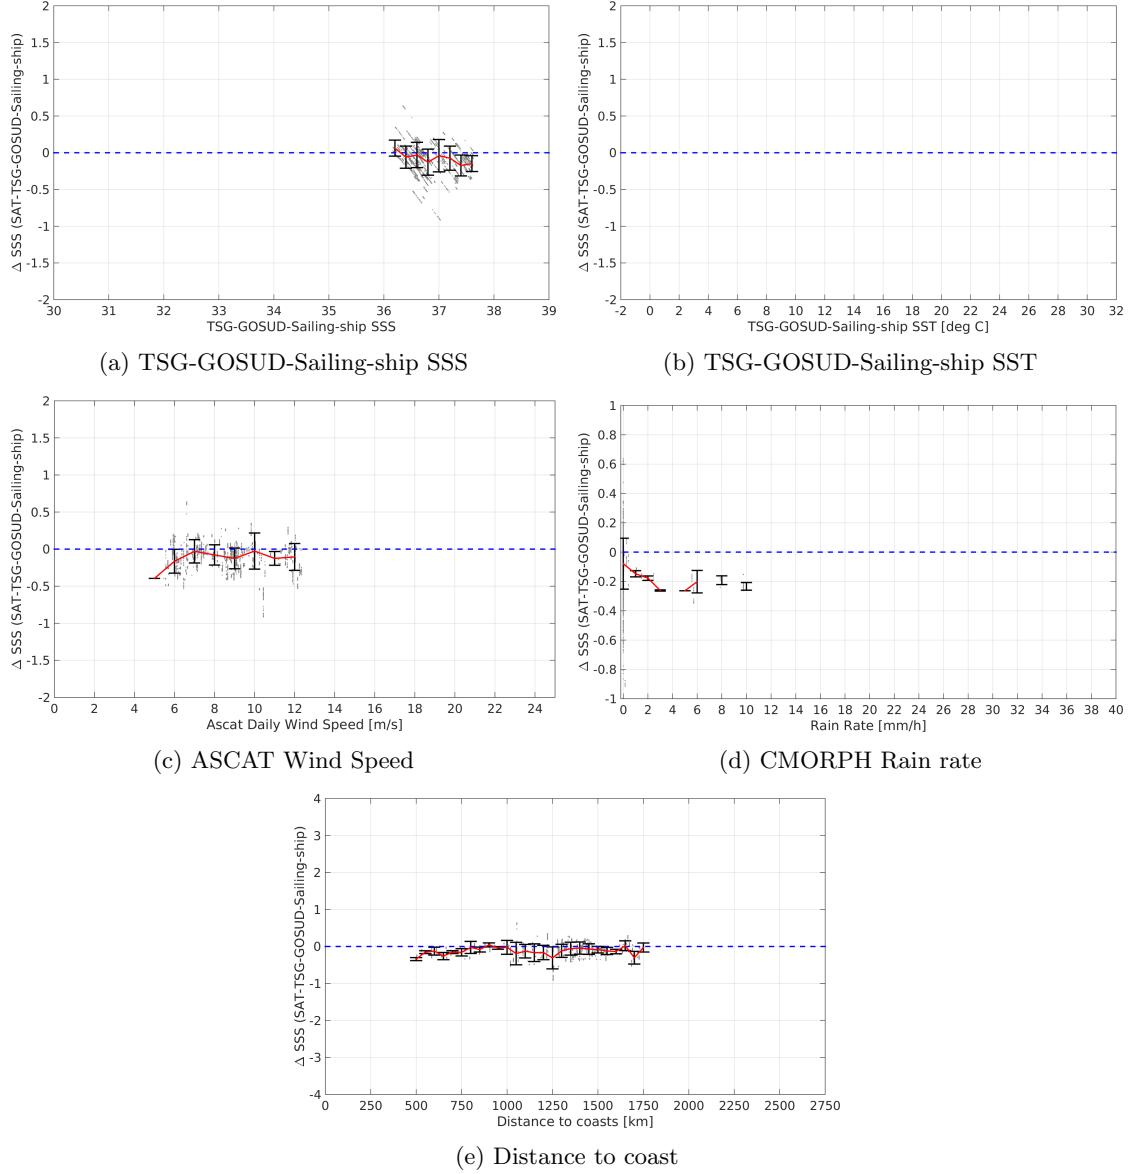 2
1.5
1
0.5
0
-0.5
-1
-1.5
-2
Δ SSS (SAT-TSG-GOSUD-Sailing-ship)
30 31 32 33 34 35 36 37 38 39
TSG-GOSUD-Sailing-ship SSS
(a) TSG-GOSUD-Sailing-ship SSS
2
1.5
1
0.5
0
-0.5
-1
-1.5
-2
Δ SSS (SAT-TSG-GOSUD-Sailing-ship)
-2 0 2 4 6 8 10 12 14 16 18 20 22 24 26 28 30 32
TSG-GOSUD-Sailing-ship SST [deg C]
(b) TSG-GOSUD-Sailing-ship SST
2
1.5
1
0.5
0
-0.5
-1
-1.5
-2
Δ SSS (SAT-TSG-GOSUD-Sailing-ship)
0 2 4 6 8 10 12 14 16 18 20 22 24
Ascat Daily Wind Speed [m/s]
(c) ASCAT Wind Speed
1
0.8
0.6
0.4
0.2
0
-0.2
-0.4
-0.6
-0.8
-1
Δ SSS (SAT-TSG-GOSUD-Sailing-ship)
0 2 4 6 8 10 12 14 16 18 20 22 24 26 28 30 32 34 36 38 40
Rain Rate [mm/h]
(d) CMORPH Rain rate
4
3
2
1
0
-1
-2
-3
-4
Δ SSS (SAT-TSG-GOSUD-Sailing-ship)
0 250 500 750 1000 1250 1500 1750 2000 2250 2500 2750
Distance to coasts [km]
(e) Distance to coast